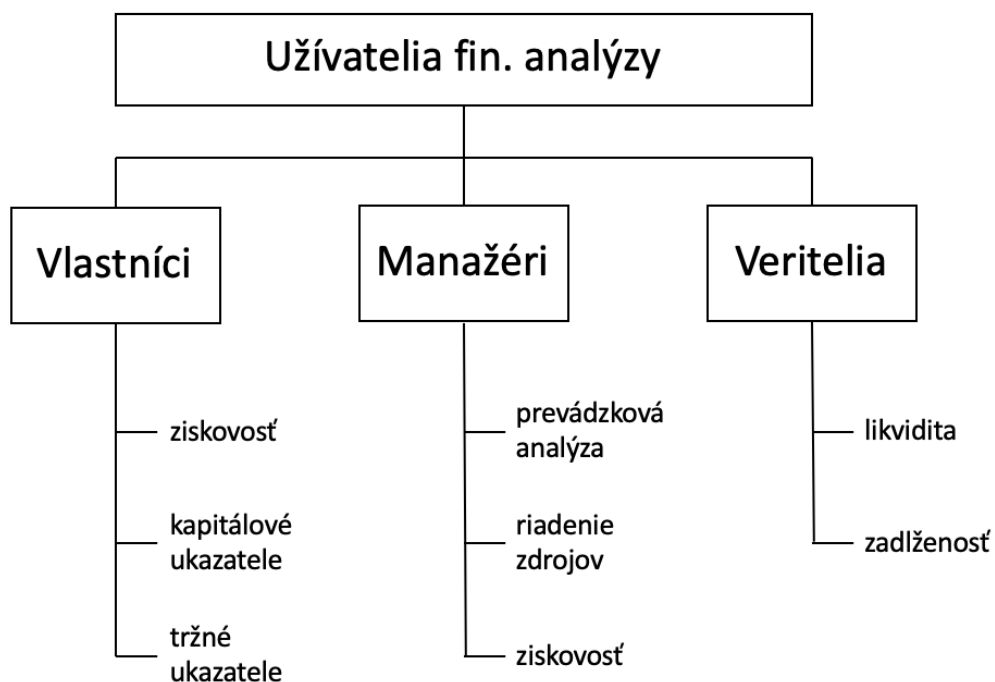 Užívatelia fin. analýzy
Vlastníci
Manažéri
Veritelia
ziskovosť
kapitálové
ukazatele
tržné
ukazatele
prevádzková
analýza
riadenie
zdrojov
ziskovosť
likvidita
zadlženosť